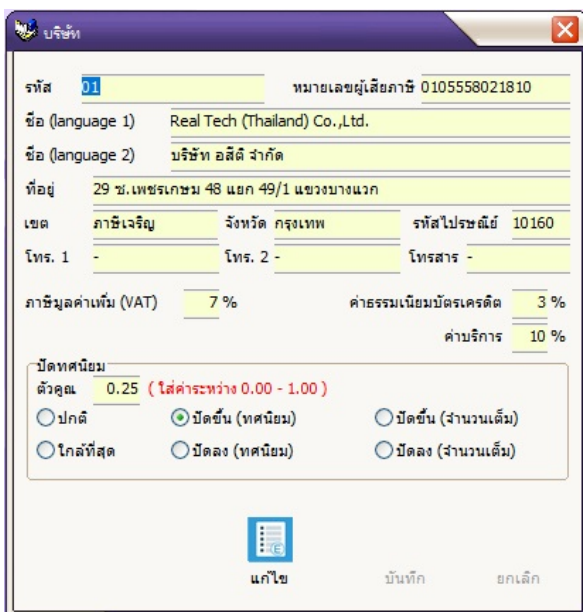 บริษัท
รหัส 01 หมายเลขผู้เสียภาษี 0105558021810
ชื่อ (language 1) Real Tech (Thailand) Co.,Ltd.
ชื่อ (language 2) บริษัท อสีติ จำกัด
ที่อยู่ 29 ซ.เพชรเกษม 48 แยก 49/1 แขวงบางแวก
เขต ภาษีเจริญ จังหวัด กรุงเทพ รหัสไปรษณีย์ 10160
โทร. 1 - โทร. 2 - โทรสาร -
ภาษีมูลค่าเพิ่ม (VAT) 7 % ค่าธรรมเนียมบัตรเครดิต 3 %
ค่าบริการ 10 %
ปัดทศนิยม
ตัวคูณ 0.25 ( ใส่ค่าระหว่าง 0.00 - 1.00 )
ปกติ ปัดขึ้น (ทศนิยม) ปัดขึ้น (จำนวนเต็ม)
ใกล้ที่สุด ปัดลง (ทศนิยม) ปัดลง (จำนวนเต็ม)
แก้ไข บันทึก ยกเลิก